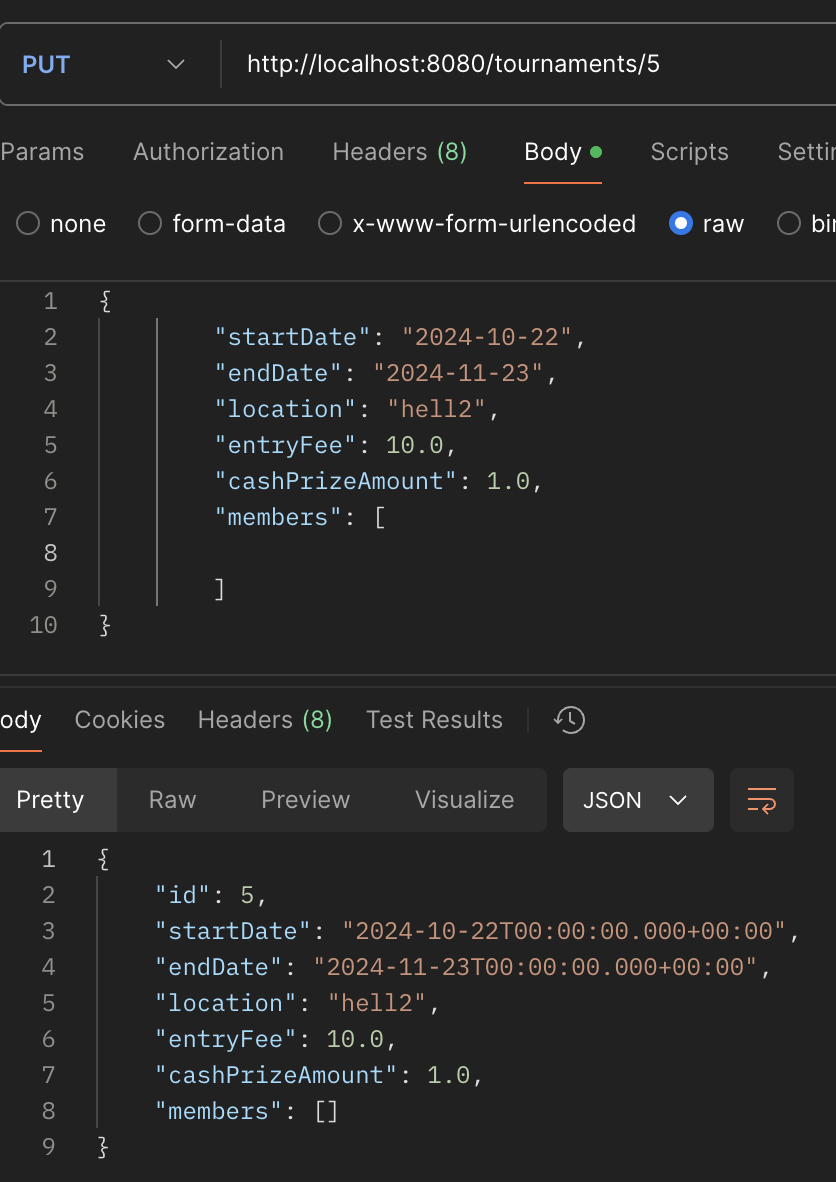 PUT http://localhost:8080/tournaments/5
Params Authorization Headers (8) Body Scripts Settin
none form-data x-www-form-urlencoded raw bin
1 {
2 "startDate": "2024-10-22",
3 "endDate": "2024-11-23",
4 "location": "hell2",
5 "entryFee": 10.0,
6 "cashPrizeAmount": 1.0,
7 "members": [
8
9 ]
10 }
ody Cookies Headers (8) Test Results
Pretty Raw Preview Visualize JSON
1 {
2 "id": 5,
3 "startDate": "2024-10-22T00:00:00.000+00:00",
4 "endDate": "2024-11-23T00:00:00.000+00:00",
5 "location": "hell2",
6 "entryFee": 10.0,
7 "cashPrizeAmount": 1.0,
8 "members": []
9 }